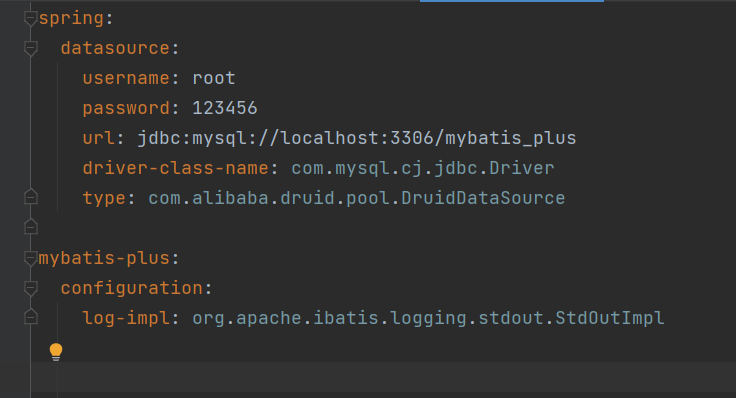 spring:
  datasource:
    username: root
    password: 123456
    url: jdbc:mysql://localhost:3306/mybatis_plus
    driver-class-name: com.mysql.cj.jdbc.Driver
    type: com.alibaba.druid.pool.DruidDataSource
mybatis-plus:
  configuration:
    log-impl: org.apache.ibatis.logging.stdout.StdOutImpl